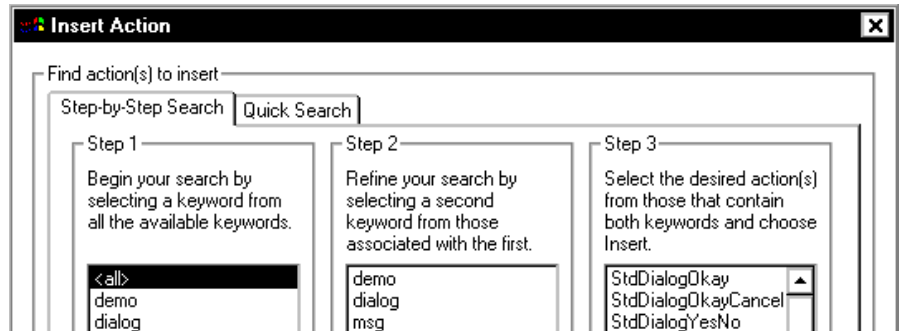 Insert Action
Find action(s) to insert
Step-by-Step Search
Quick Search
Step 1
Begin your search by
selecting a keyword from
all the available keywords.
<all>
demo
dialog
Step 2
Refine your search by
selecting a second
keyword from those
associated with the first.
demo
dialog
msg
Step 3
Select the desired action(s)
from those that contain
both keywords and choose
Insert.
StdDialogOkay
StdDialogOkayCancel
StdDialogYesNo